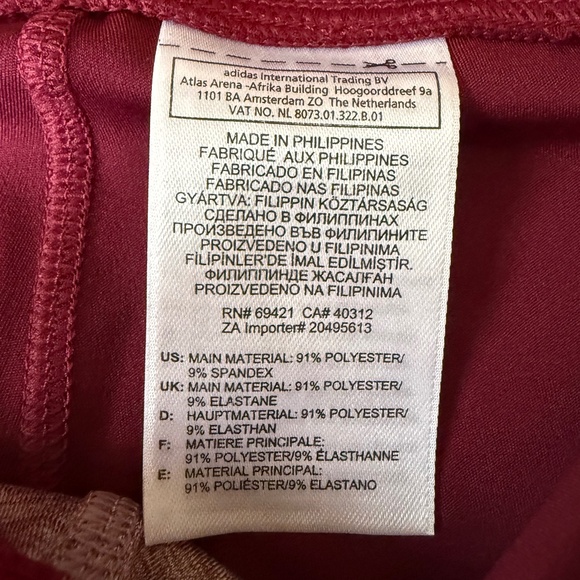 adidas International Trading BV
Atlas Arena -Afrika Building Hoogoorddreef 9a
1101 BA Amsterdam ZO The Netherlands
VAT NO. NL 8073.01.322.B.01
MADE IN PHILIPPINES
FABRIQUÉ AUX PHILIPPINES
FABRICADO EN FILIPINAS
FABRICADO NAS FILIPINAS
GYÁRTVA: FILIPPIN KÖZTÁRSASÁG
СДЕЛАНО В ФИЛИППИНАХ
ПРОИЗВЕДЕНО ВЪВ ФИЛИПИНИТЕ
PROIZVEDENO U FILIPINIMA
FİLİPİNLER'DE İMAL EDİLMİŞTİR.
ФИЛИППИНДЕ ЖАСАЛҒАН
PROIZVEDENO NA FILIPINIMA
RN# 69421 CA# 40312
ZA Importer# 20495613
US: MAIN MATERIAL: 91% POLYESTER/
9% SPANDEX
UK: MAIN MATERIAL: 91% POLYESTER/
9% ELASTANE
D: HAUPTMATERIAL: 91% POLYESTER/
9% ELASTHAN
F: MATIERE PRINCIPALE:
91% POLYESTER/9% ÉLASTHANNE
E: MATERIAL PRINCIPAL:
91% POLIÉSTER/9% ELASTANO